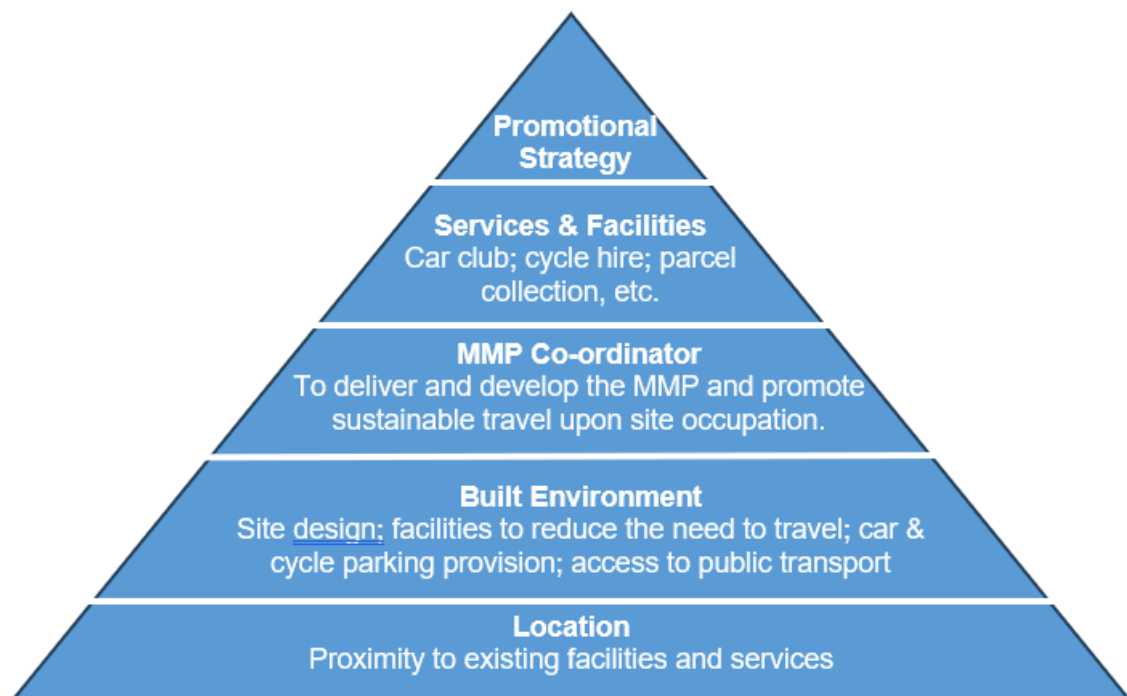 Promotional
Strategy
Services & Facilities
Car club; cycle hire; parcel
collection, etc.
MMP Co-ordinator
To deliver and develop the MMP and promote
sustainable travel upon site occupation.
Built Environment
Site design; facilities to reduce the need to travel; car &
cycle parking provision; access to public transport
Location
Proximity to existing facilities and services